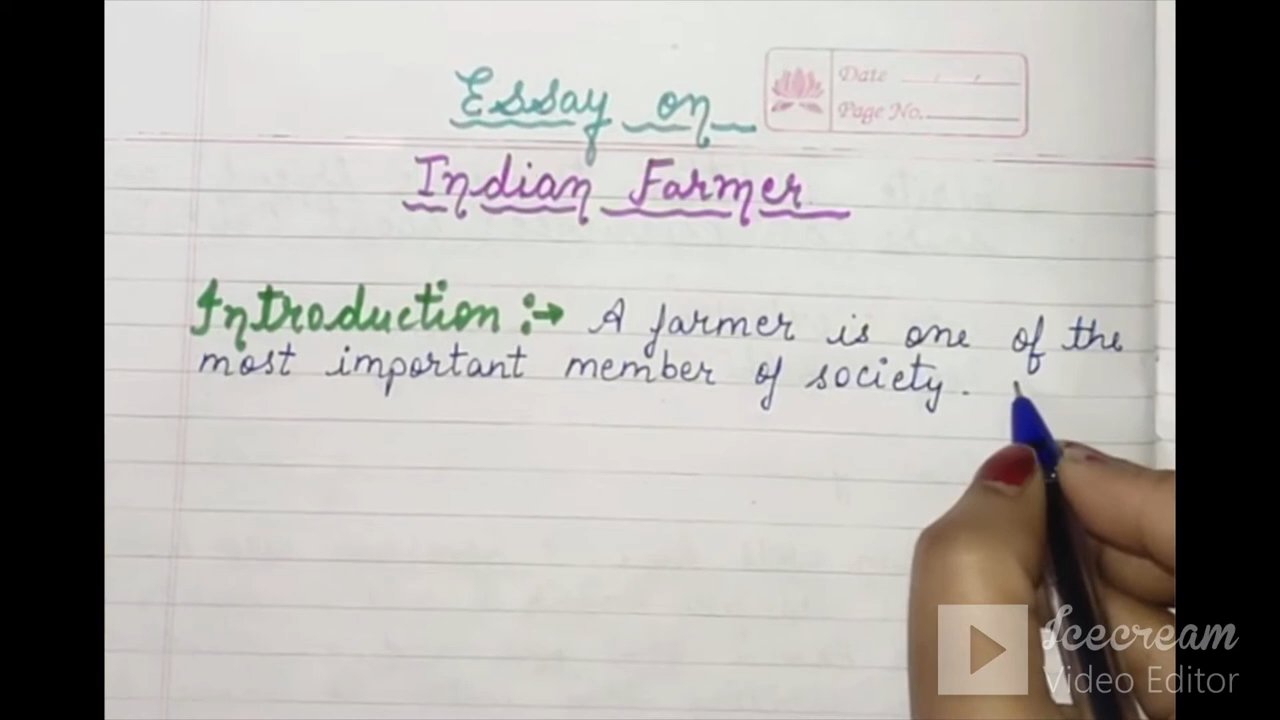 Essay on
Date
Page No.
Indian Farmer
Introduction :→ A farmer is one of the
most important member of society.
Icecream
Video Editor